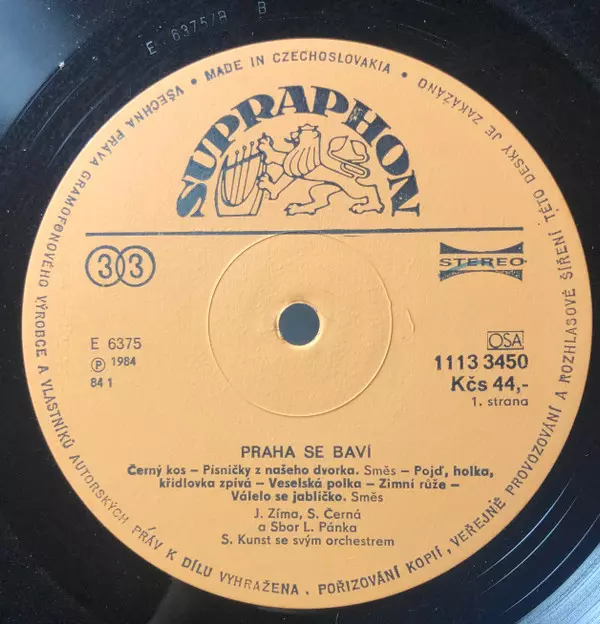 E 6375/B B
VŠECHNA PRÁVA GRAMOFONOVÉHO VÝROBCE A VLASTNÍKŮ AUTORSKÝCH PRÁV K DÍLU VYHRAŽENA. POŘIZOVÁNÍ KOPIÍ, VEŘEJNÉ PROVOZOVÁNÍ A ROZHLASOVÉ ŠÍŘENÍ TÉTO DESKY JE ZAKÁZÁNO
• MADE IN CZECHOSLOVAKIA •
SUPRAPHON
33
STEREO
E 6375
Ⓟ 1984
84 1
OSA
1113 3450
Kčs 44,-
1. strana
PRAHA SE BAVÍ
Černý kos – Písničky z našeho dvorka. Směs – Pojď, holka,
křidlovka zpívá – Veselská polka – Zimní růže –
Válelo se jablíčko. Směs
J. Zíma, S. Černá
a Sbor L. Pánka
S. Kunst se svým orchestrem